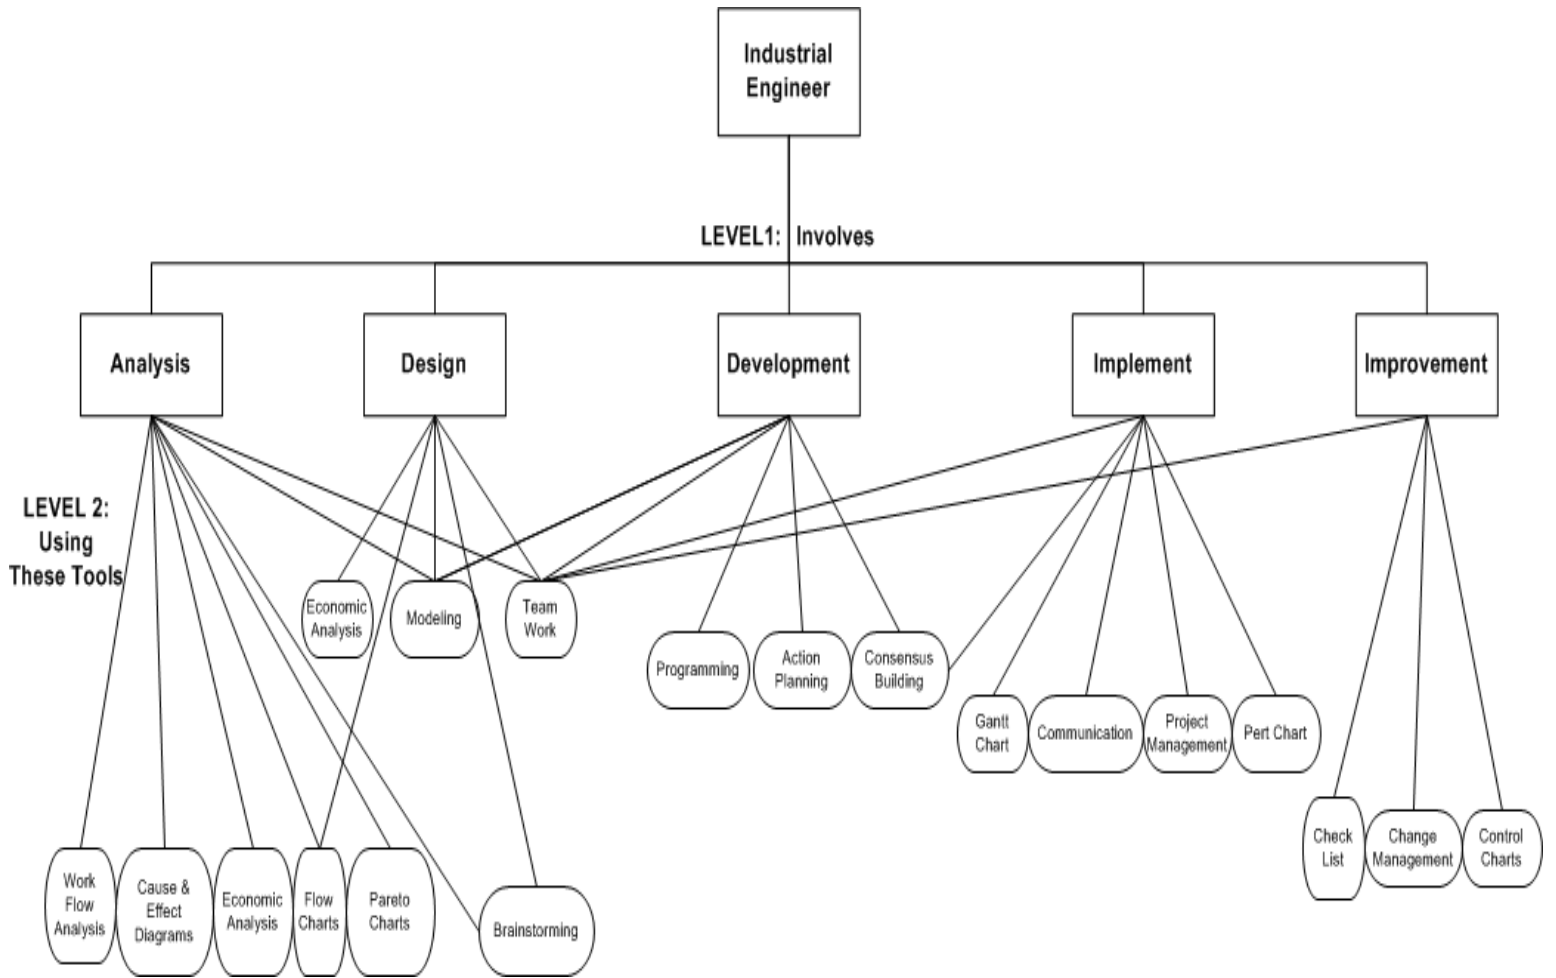 Industrial
Engineer
LEVEL1: Involves
Analysis
Design
Development
Implement
Improvement
LEVEL 2:
Using
These Tools
Economic
Analysis
Modeling
Team
Work
Programming
Action
Planning
Consensus
Building
Gantt
Chart
Communication
Project
Management
Pert Chart
Check
List
Change
Management
Control
Charts
Work
Flow
Analysis
Cause &
Effect
Diagrams
Economic
Analysis
Flow
Charts
Pareto
Charts
Brainstorming